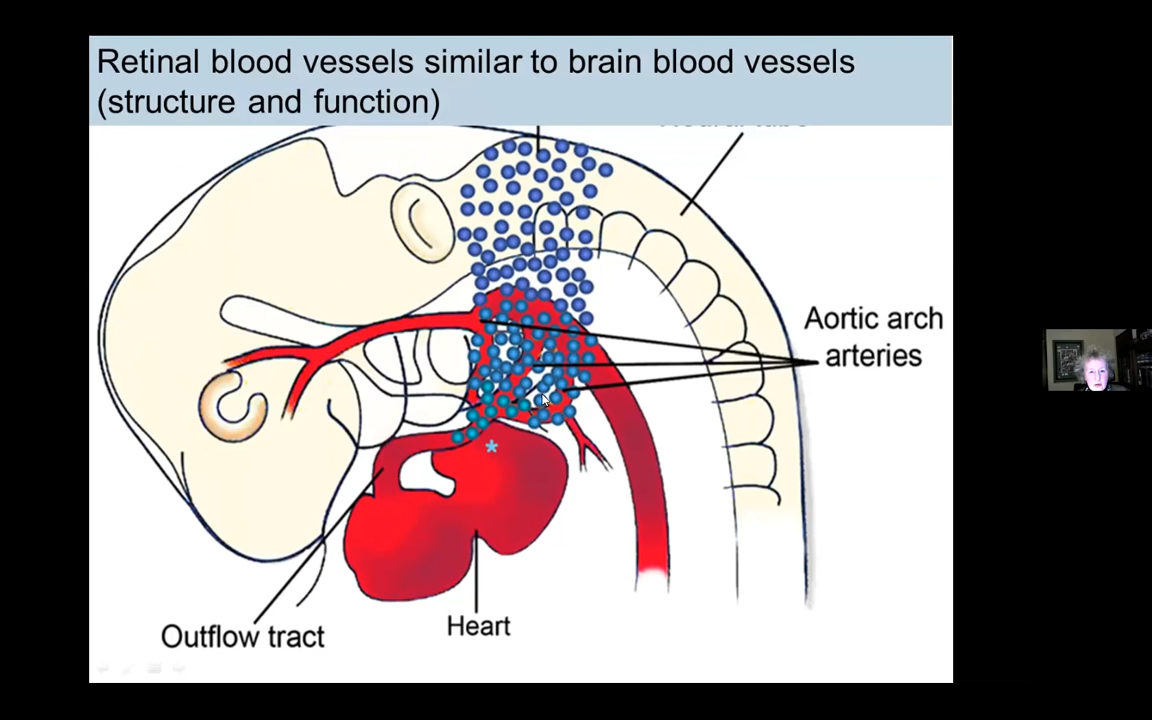 Retinal blood vessels similar to brain blood vessels
(structure and function)
Aortic arch
arteries
Outflow tract
Heart
*